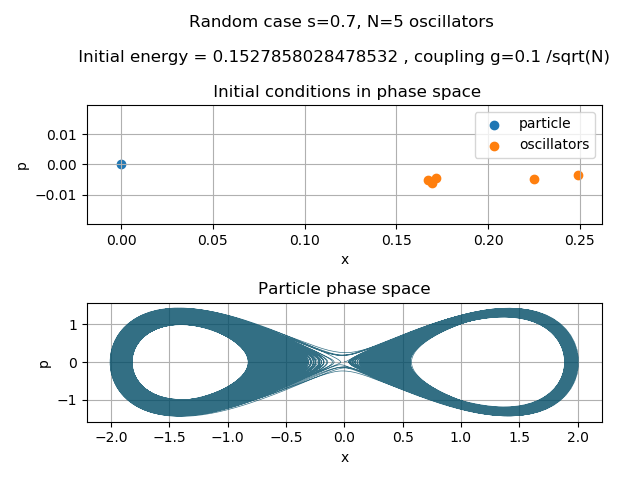 Random case s=0.7, N=5 oscillators
Initial energy = 0.1527858028478532 , coupling g=0.1 /sqrt(N)
Initial conditions in phase space
particle
oscillators
p
0.01
0.00
−0.01
0.00 0.05 0.10 0.15 0.20 0.25
x
Particle phase space
p
1
0
−1
−2.0 −1.5 −1.0 −0.5 0.0 0.5 1.0 1.5 2.0
x